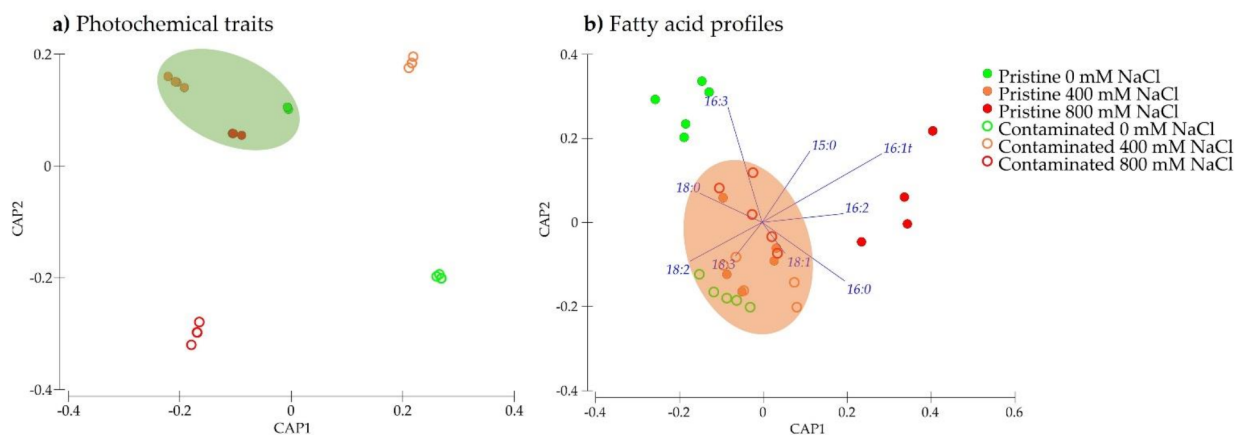 a) Photochemical traits
0.2
0
-0.2
-0.4
CAP2
-0.4
-0.2
0
0.2
0.4
CAP1
b) Fatty acid profiles
0.4
0.2
0
-0.2
-0.4
CAP2
16:3
15:0
16:1t
18:0
16:2
18:2
18:3
18:1
16:0
-0.4
-0.2
0
0.2
0.4
0.6
CAP1
Pristine 0 mM NaCl
Pristine 400 mM NaCl
Pristine 800 mM NaCl
Contaminated 0 mM NaCl
Contaminated 400 mM NaCl
Contaminated 800 mM NaCl